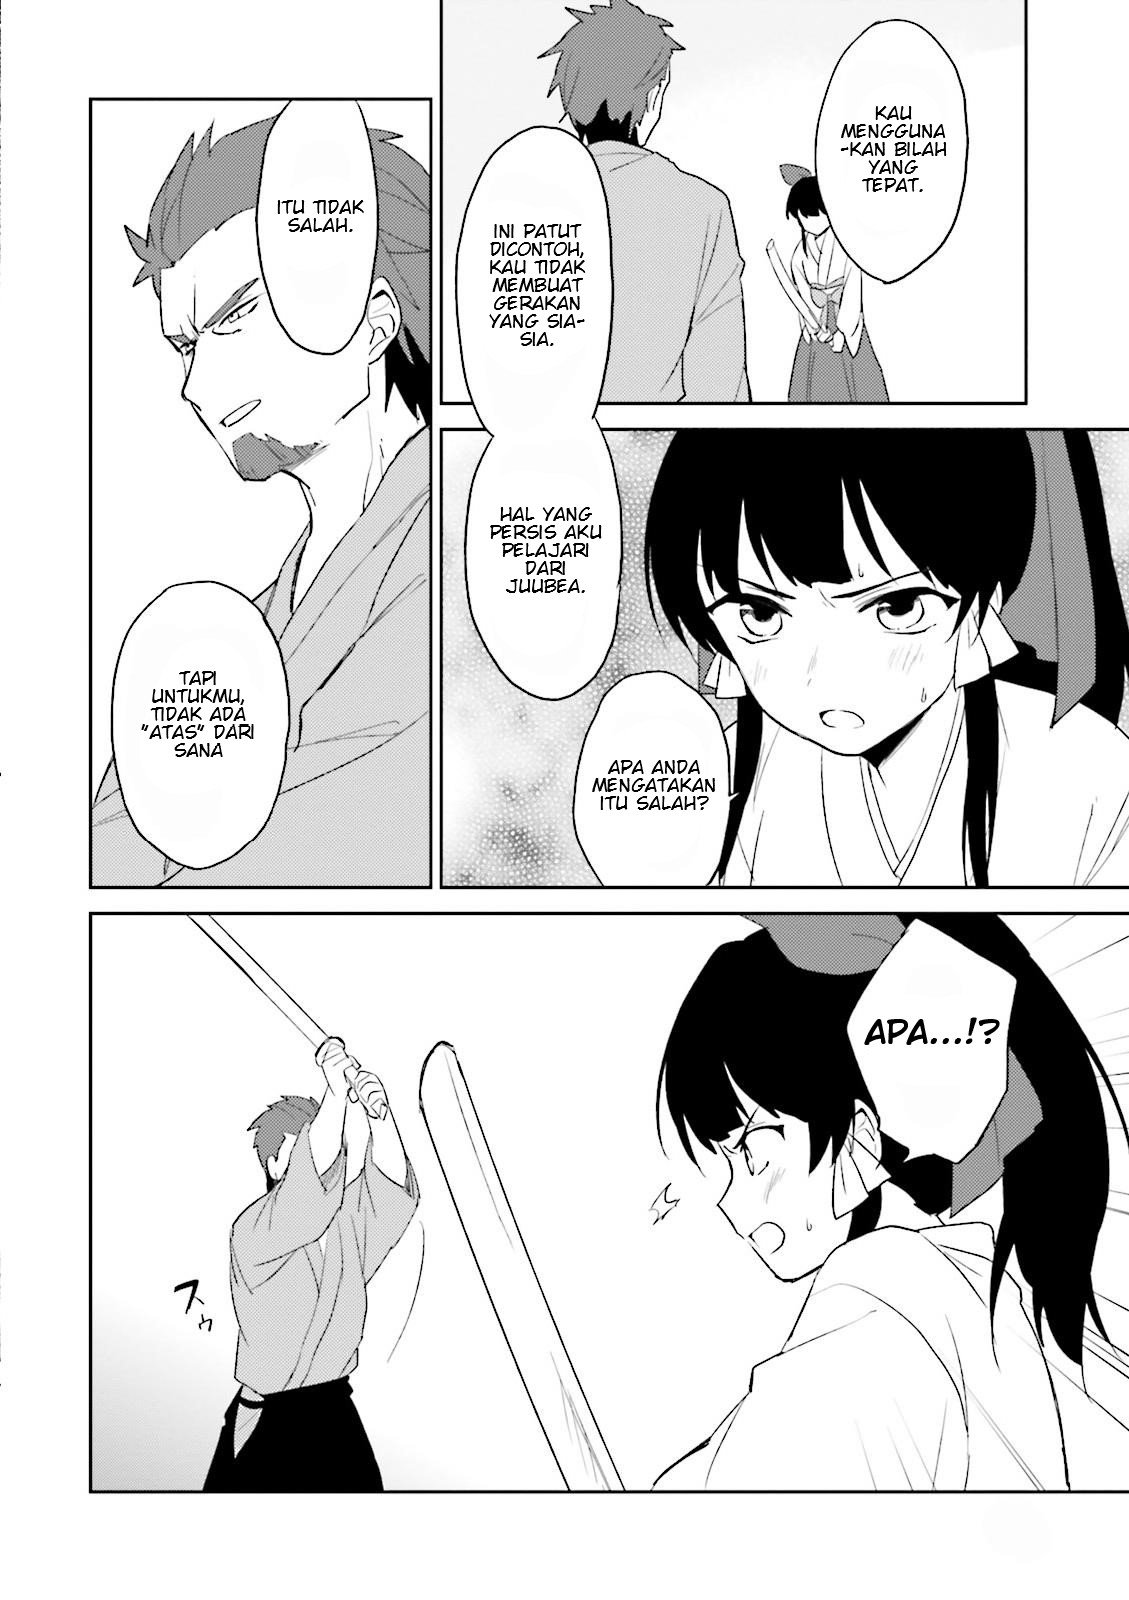 KAU
MENGGUNA
-KAN BILAH
YANG
TEPAT.
INI PATUT
DICONTOH,
KAU TIDAK
MEMBUAT
GERAKAN
YANG SIA-
SIA.
HAL YANG
PERSIS AKU
PELAJARI
DARI
JUUBEA.
APA ANDA
MENGATAKAN
ITU SALAH?
ITU TIDAK
SALAH.
TAPI
UNTUKMU,
TIDAK ADA
"ATAS" DARI
SANA
APA...!?
スゥ